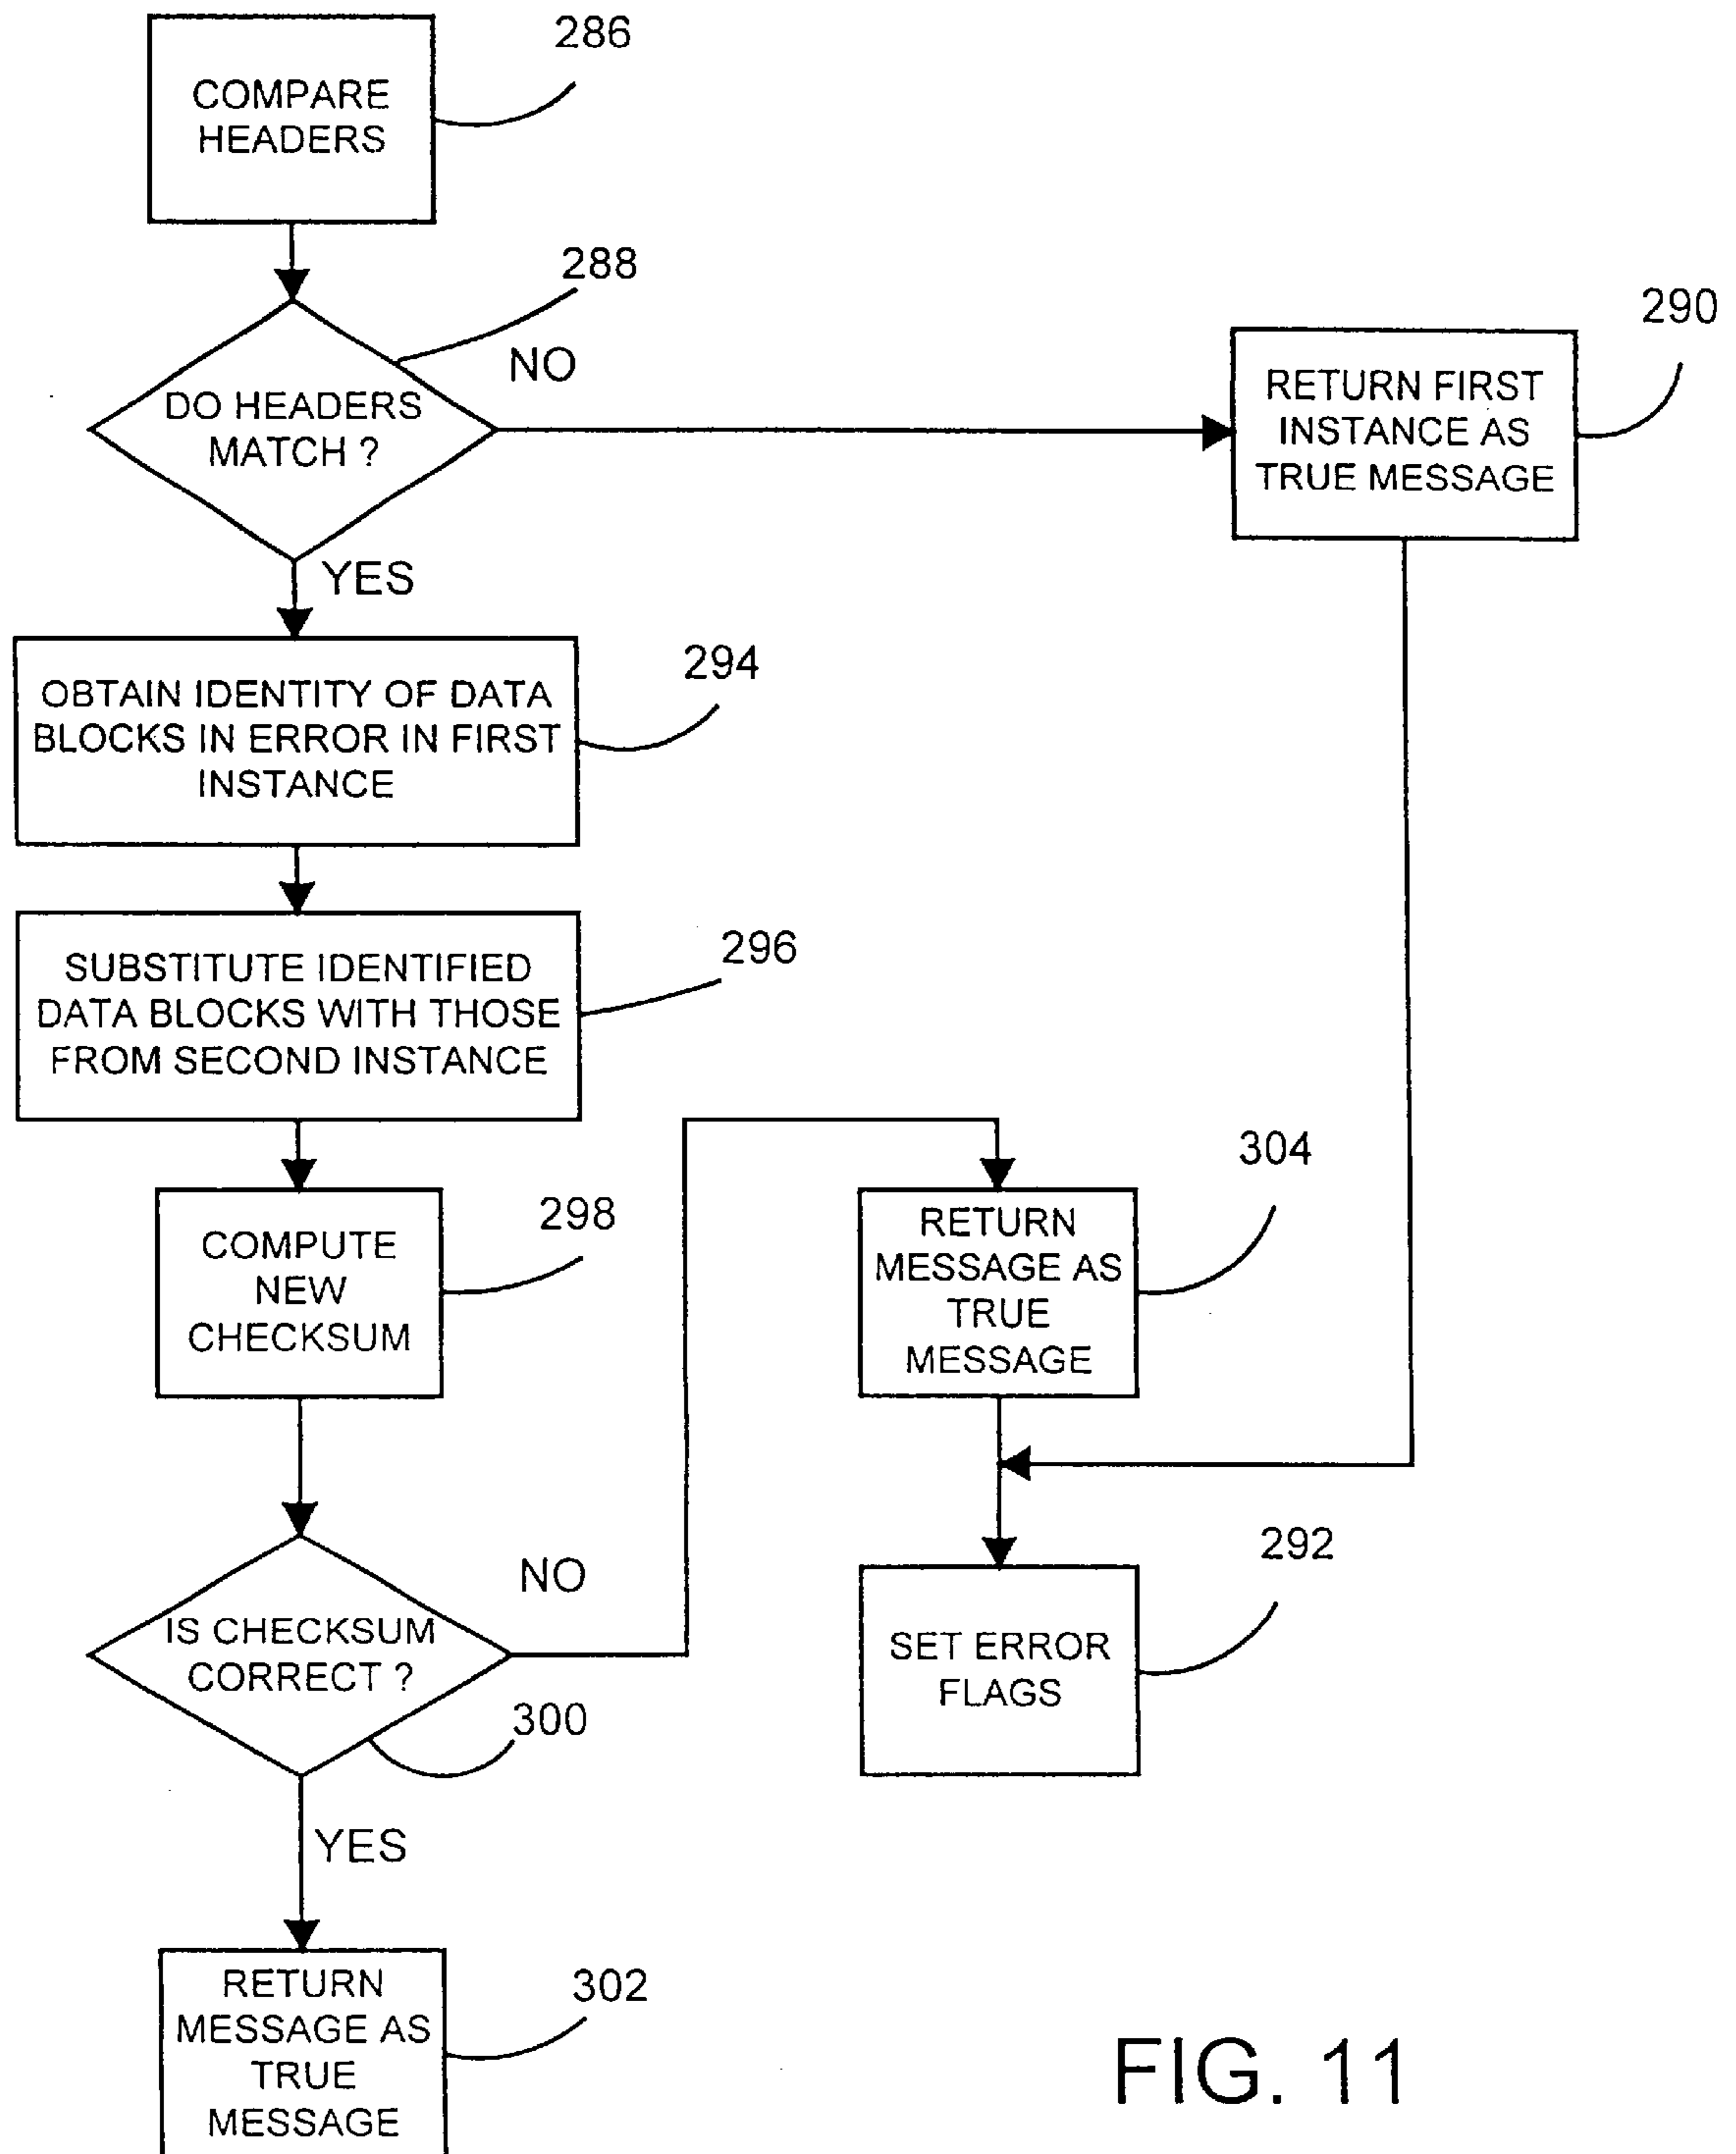 286
COMPARE
HEADERS
288
NO
DO HEADERS
MATCH ?
290
RETURN FIRST
INSTANCE AS
TRUE MESSAGE
YES
294
OBTAIN IDENTITY OF DATA
BLOCKS IN ERROR IN FIRST
INSTANCE
296
SUBSTITUTE IDENTIFIED
DATA BLOCKS WITH THOSE
FROM SECOND INSTANCE
298
COMPUTE
NEW
CHECKSUM
304
RETURN
MESSAGE AS
TRUE
MESSAGE
NO
IS CHECKSUM
CORRECT ?
300
292
SET ERROR
FLAGS
YES
302
RETURN
MESSAGE AS
TRUE
MESSAGE
FIG. 11